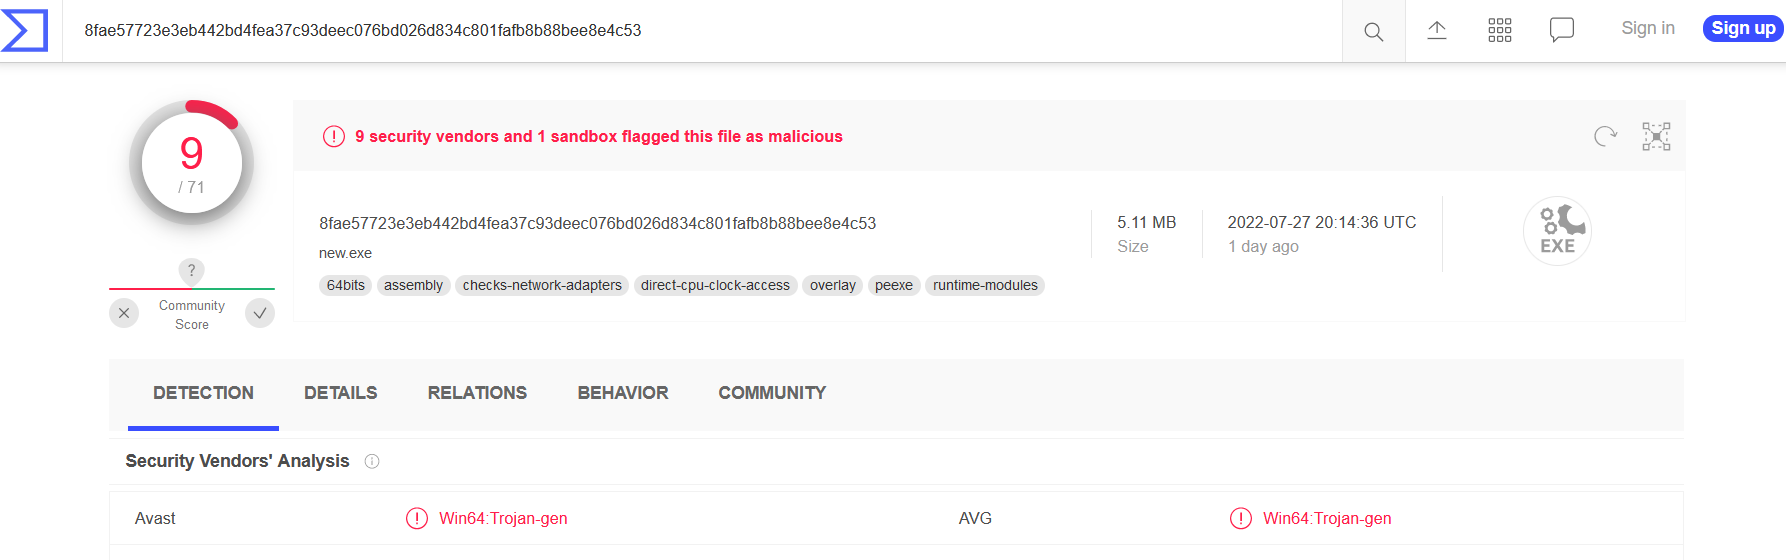 8fae57723e3eb442bd4fea37c93deec076bd026d834c801fafb8b88bee8e4c53
Sign in
Sign up
9
/ 71
?
Community
Score
9 security vendors and 1 sandbox flagged this file as malicious
8fae57723e3eb442bd4fea37c93deec076bd026d834c801fafb8b88bee8e4c53
new.exe
64bits assembly checks-network-adapters direct-cpu-clock-access overlay peexe runtime-modules
5.11 MB
Size
2022-07-27 20:14:36 UTC
1 day ago
EXE
DETECTION DETAILS RELATIONS BEHAVIOR COMMUNITY
Security Vendors' Analysis
Avast Win64:Trojan-gen AVG Win64:Trojan-gen